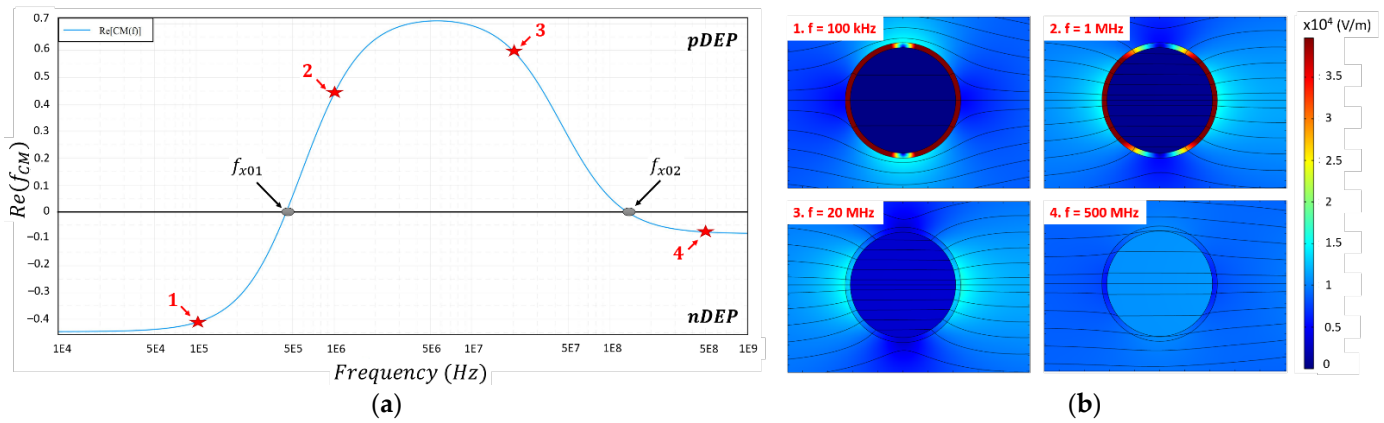 Re[CM(f)]
pDEP
nDEP
0.7
0.6
0.5
0.4
0.3
0.2
0.1
0
−0.1
−0.2
−0.3
−0.4
Re(f_CM)
1
2
3
4
f_x01
f_x02
1E4 5E4 1E5 5E5 1E6 5E6 1E7 5E7 1E8 5E8 1E9
Frequency (Hz)
(a)
1. f = 100 kHz
2. f = 1 MHz
3. f = 20 MHz
4. f = 500 MHz
x10⁴ (V/m)
3.5
3
2.5
2
1.5
1
0.5
0
(b)